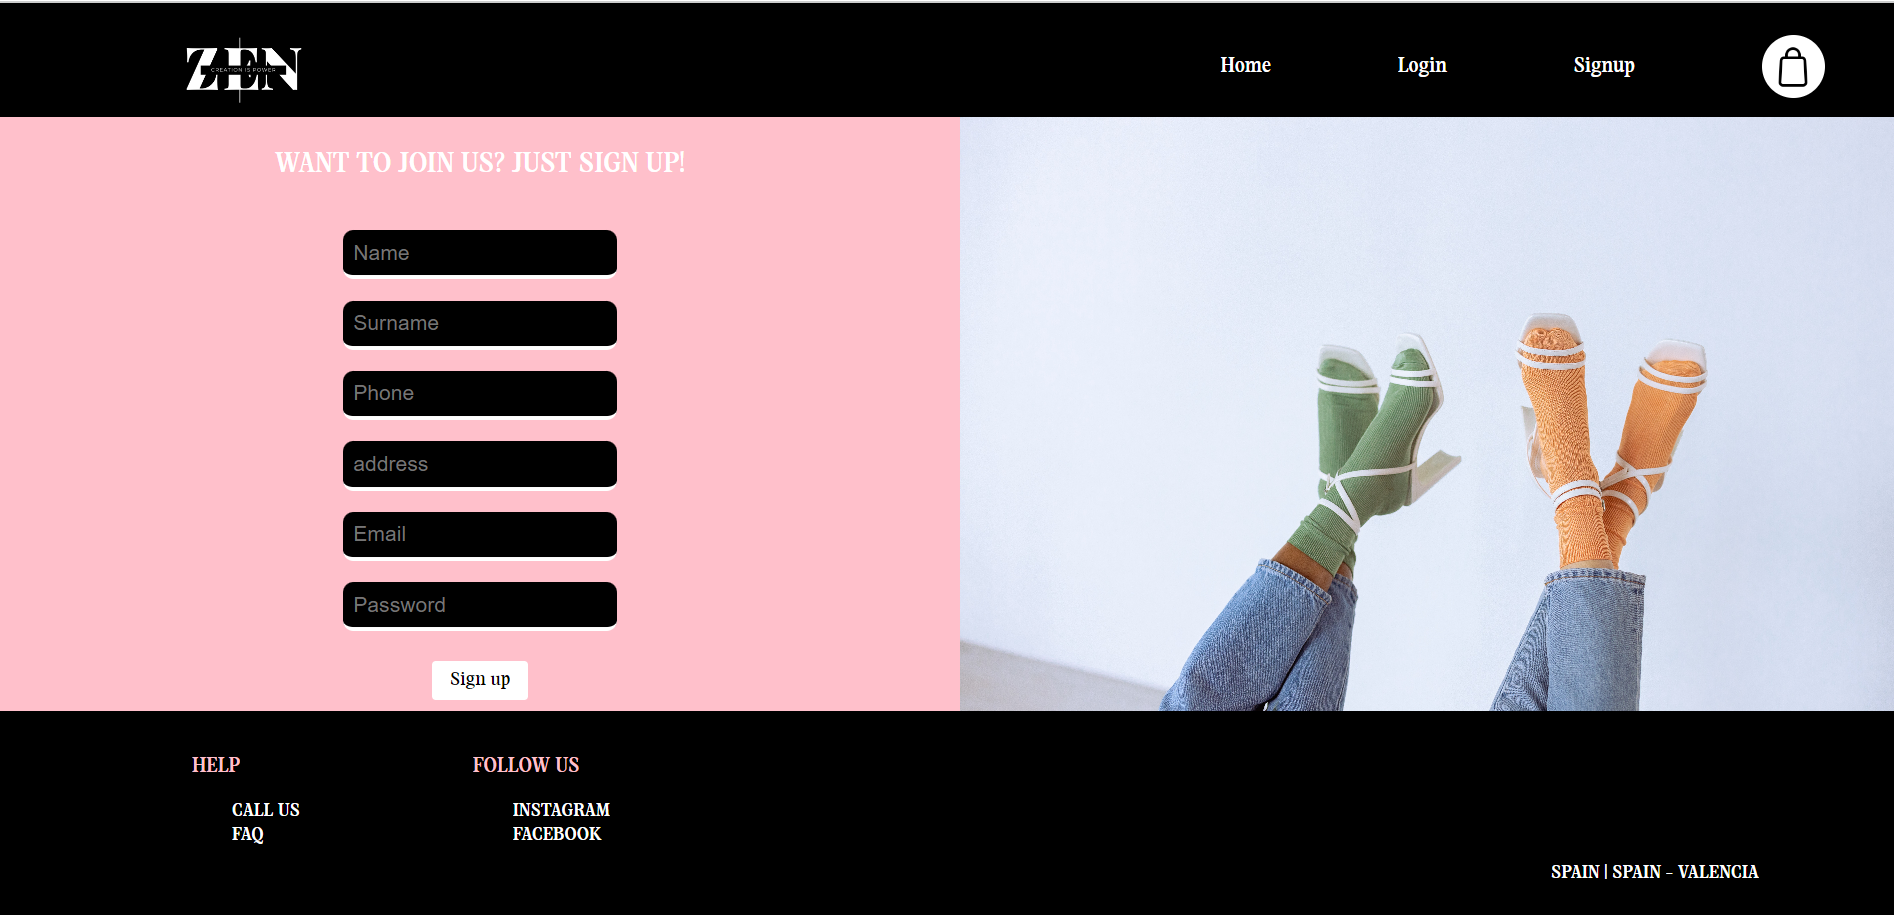 ZEN
CREATION IS POWER
Home
Login
Signup
WANT TO JOIN US? JUST SIGN UP!
Name
Surname
Phone
address
Email
Password
Sign up
HELP
CALL US
FAQ
FOLLOW US
INSTAGRAM
FACEBOOK
SPAIN | SPAIN - VALENCIA